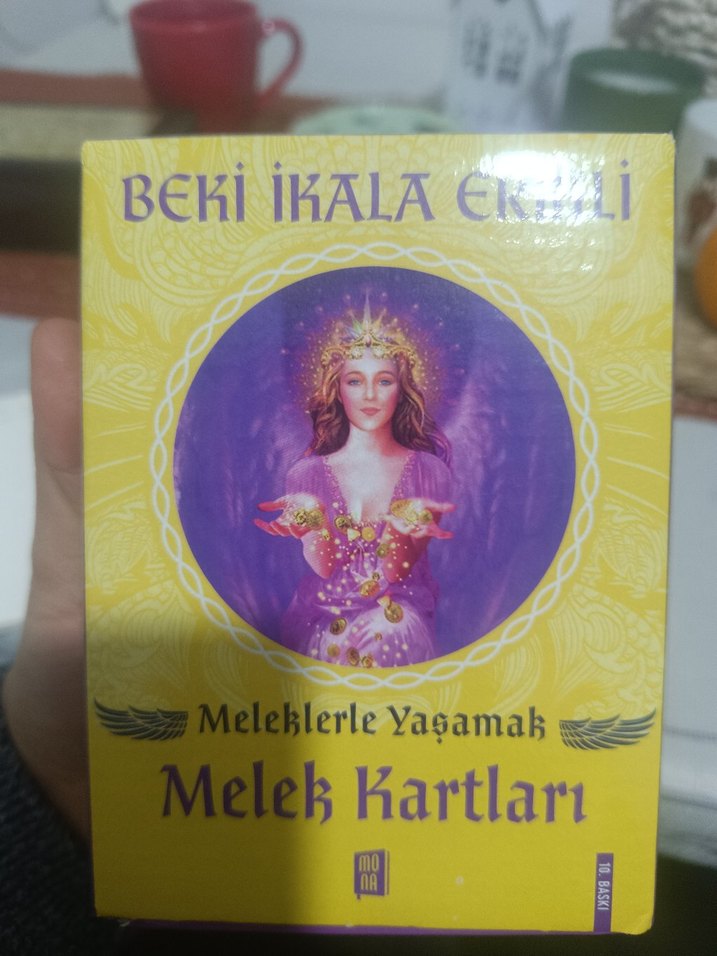 BEKİ İKALA
Meleklerle Yaşamak
Melek Kartları
MO
NA
10. BASKI